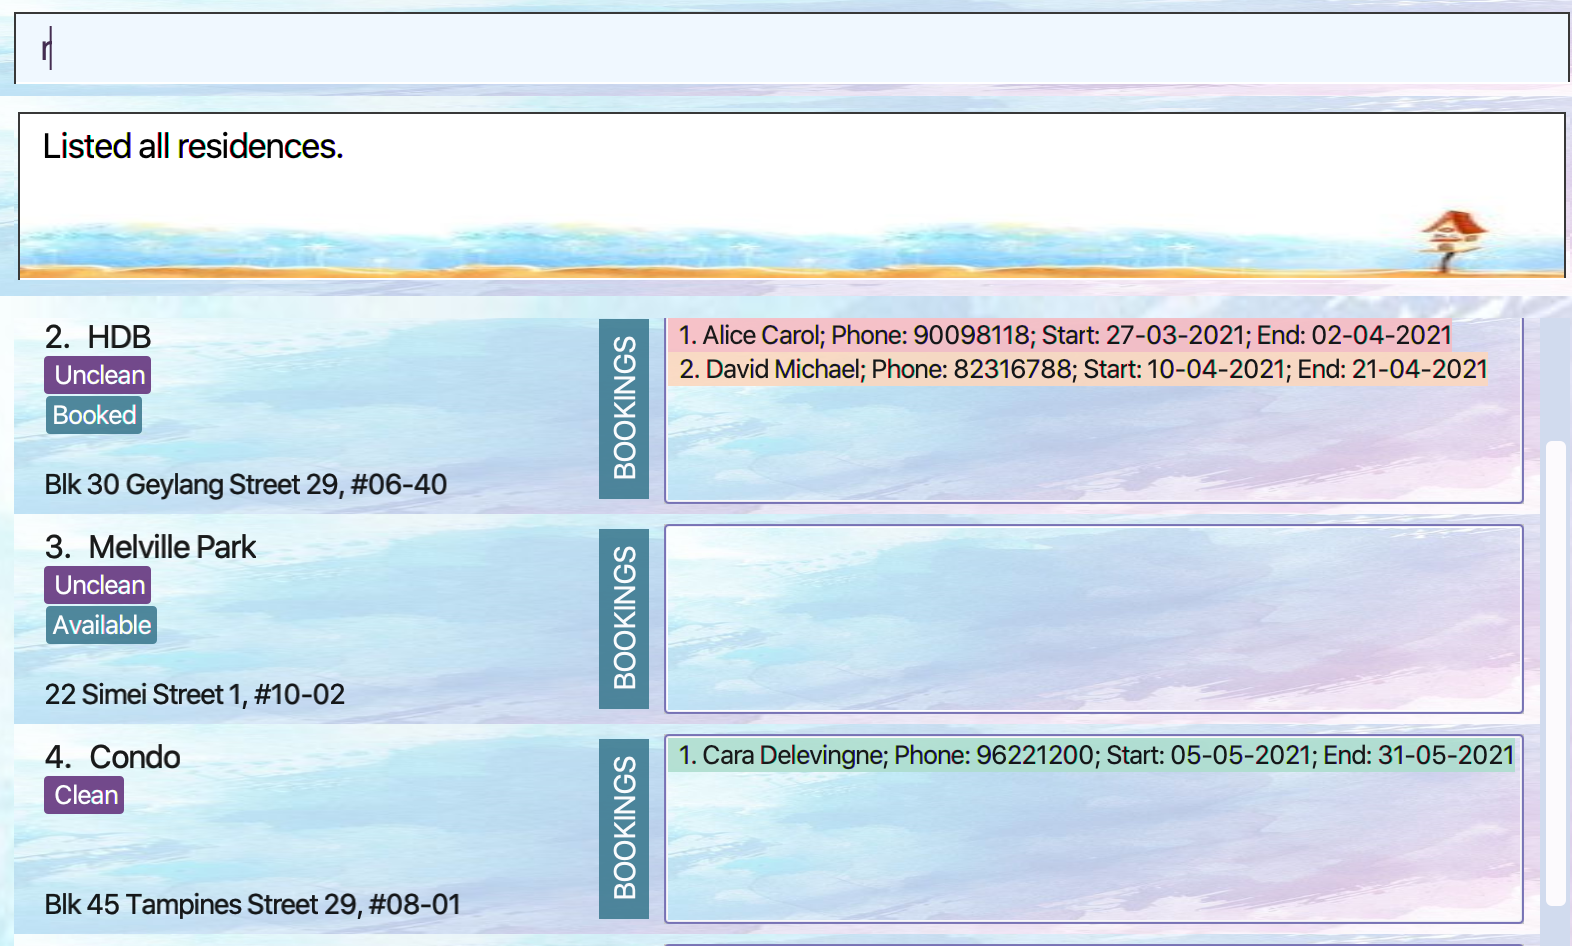 r
Listed all residences.
2. HDB
Unclean
Booked
Blk 30 Geylang Street 29, #06-40
BOOKINGS
1. Alice Carol; Phone: 90098118; Start: 27-03-2021; End: 02-04-2021
2. David Michael; Phone: 82316788; Start: 10-04-2021; End: 21-04-2021
3. Melville Park
Unclean
Available
22 Simei Street 1, #10-02
BOOKINGS
4. Condo
Clean
Blk 45 Tampines Street 29, #08-01
BOOKINGS
1. Cara Delevingne; Phone: 96221200; Start: 05-05-2021; End: 31-05-2021